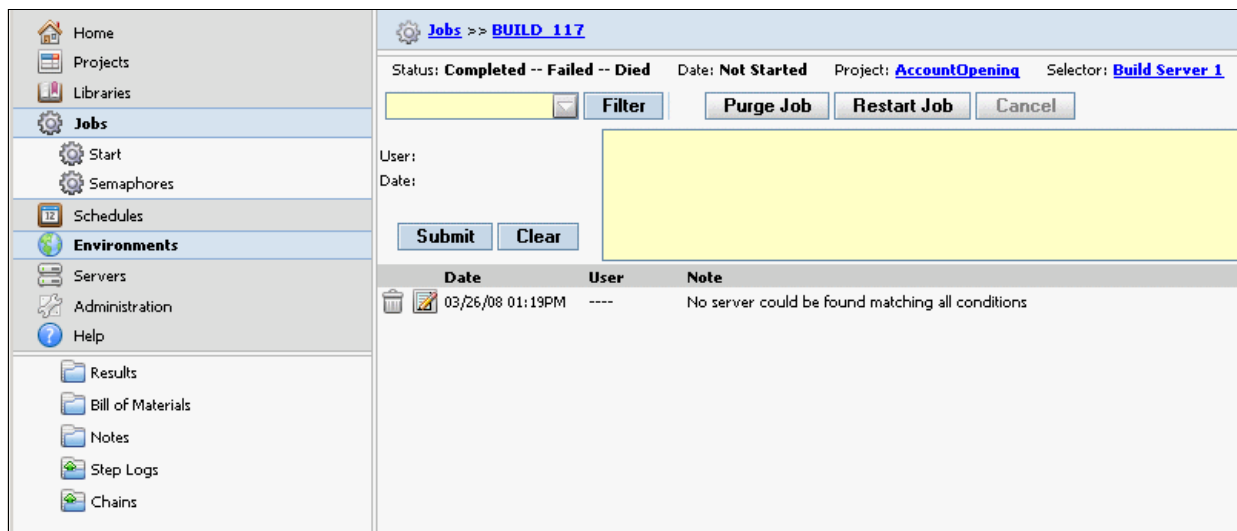 Home
Projects
Libraries
Jobs
Start
Semaphores
Schedules
Environments
Servers
Administration
Help
Results
Bill of Materials
Notes
Step Logs
Chains
Jobs >> BUILD_117
Status: Completed -- Failed -- Died Date: Not Started Project: AccountOpening Selector: Build Server 1
Filter Purge Job Restart Job Cancel
User:
Date:
Submit Clear
Date User Note
03/26/08 01:19PM ---- No server could be found matching all conditions
12